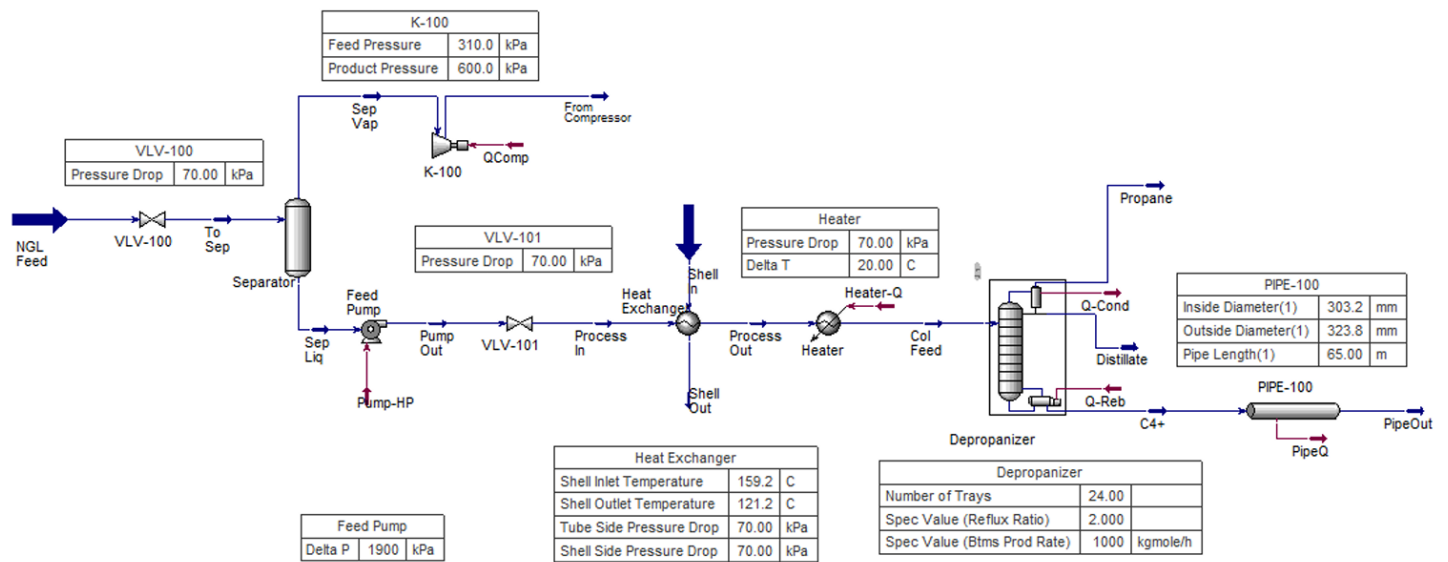 K-100
Feed Pressure 310.0 kPa
Product Pressure 600.0 kPa
Sep
Vap
From
Compressor
QComp
K-100
VLV-100
Pressure Drop 70.00 kPa
NGL
Feed
VLV-100
To
Sep
Separator
VLV-101
Pressure Drop 70.00 kPa
Shell
In
Heater
Pressure Drop 70.00 kPa
Delta T 20.00 C
Propane
Feed
Pump
Pump
Out
VLV-101
Process
In
Heat
Exchanger
Process
Out
Heater-Q
Heater
Col
Feed
Q-Cond
Distillate
Q-Reb
PIPE-100
Inside Diameter(1) 303.2 mm
Outside Diameter(1) 323.8 mm
Pipe Length(1) 65.00 m
Sep
Liq
Pump-HP
Shell
Out
Depropanizer
C4+
PIPE-100
PipeOut
PipeQ
Heat Exchanger
Shell Inlet Temperature 159.2 C
Shell Outlet Temperature 121.2 C
Tube Side Pressure Drop 70.00 kPa
Shell Side Pressure Drop 70.00 kPa
Depropanizer
Number of Trays 24.00
Spec Value (Reflux Ratio) 2.000
Spec Value (Btms Prod Rate) 1000 kgmole/h
Feed Pump
Delta P 1900 kPa